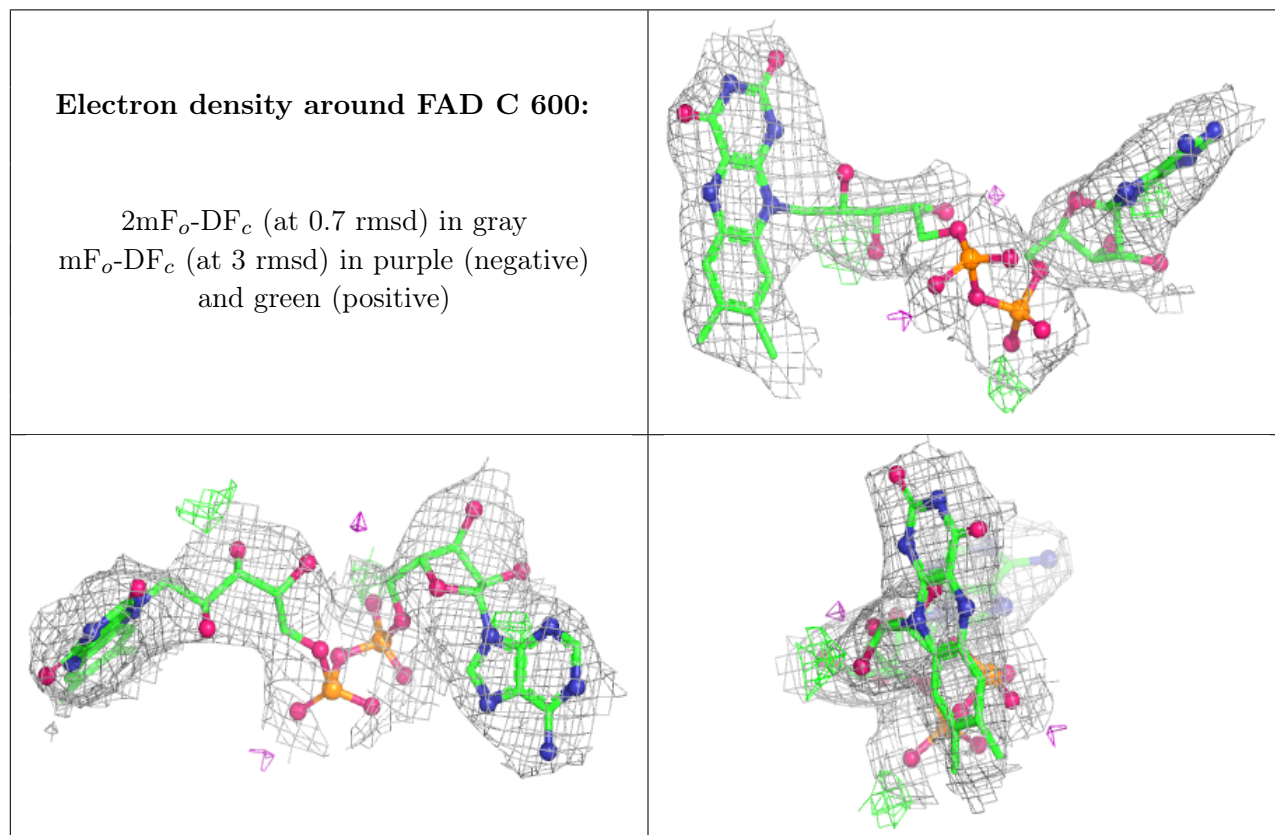 Electron density around FAD C 600:
2mFₒ-DF𝒸 (at 0.7 rmsd) in gray
mFₒ-DF𝒸 (at 3 rmsd) in purple (negative)
and green (positive)